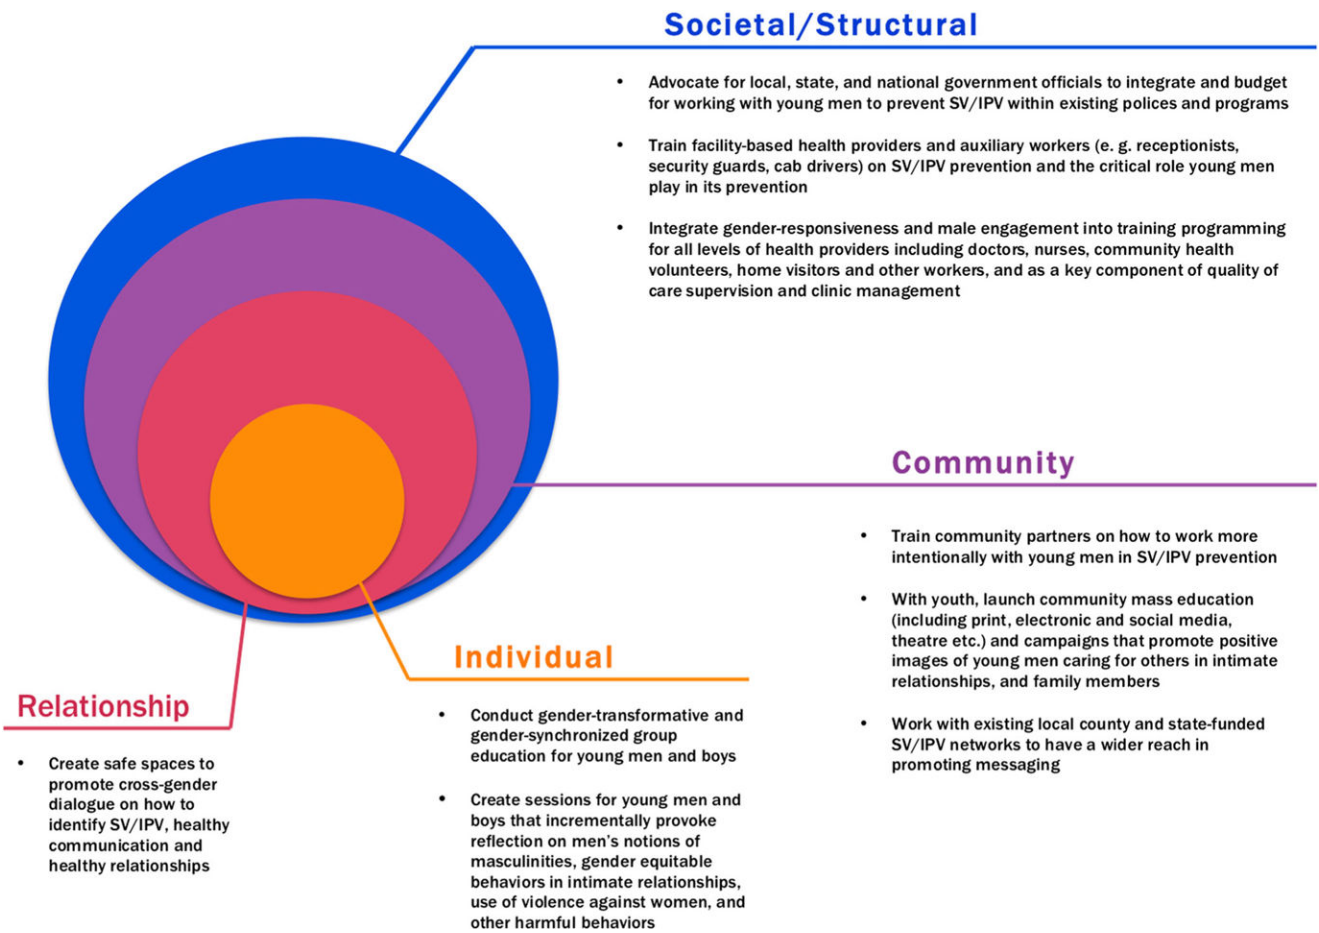 Societal/Structural
• Advocate for local, state, and national government officials to integrate and budget
for working with young men to prevent SV/IPV within existing polices and programs
• Train facility-based health providers and auxiliary workers (e. g. receptionists,
security guards, cab drivers) on SV/IPV prevention and the critical role young men
play in its prevention
• Integrate gender-responsiveness and male engagement into training programming
for all levels of health providers including doctors, nurses, community health
volunteers, home visitors and other workers, and as a key component of quality of
care supervision and clinic management
Community
• Train community partners on how to work more
intentionally with young men in SV/IPV prevention
• With youth, launch community mass education
(including print, electronic and social media,
theatre etc.) and campaigns that promote positive
images of young men caring for others in intimate
relationships, and family members
• Work with existing local county and state-funded
SV/IPV networks to have a wider reach in
promoting messaging
Individual
• Conduct gender-transformative and
gender-synchronized group
education for young men and boys
• Create sessions for young men and
boys that incrementally provoke
reflection on men's notions of
masculinities, gender equitable
behaviors in intimate relationships,
use of violence against women, and
other harmful behaviors
Relationship
• Create safe spaces to
promote cross-gender
dialogue on how to
identify SV/IPV, healthy
communication and
healthy relationships